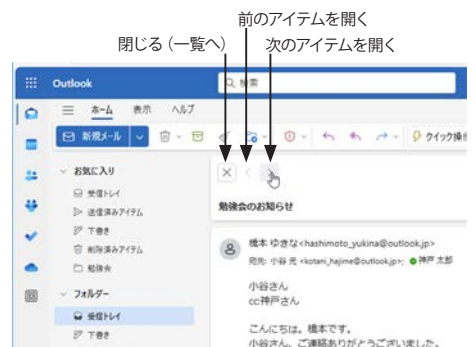 前のアイテムを開く
閉じる（一覧へ） 次のアイテムを開く
Outlook 検索
ホーム 表示 ヘルプ
新規メール クイック操作
お気に入り
受信トレイ
送信済みアイテム
下書き
削除済みアイテム
勉強会
フォルダー
受信トレイ
下書き
勉強会のお知らせ
橋本 ゆきな<hashimoto_yukina@outlook.jp>
宛先: 小谷 元 <kotani_hajime@outlook.jp>; 神戸 太郎
小谷さん
cc:神戸さん
こんにちは。橋本です。
小谷さん、ご連絡ありがとうございました。